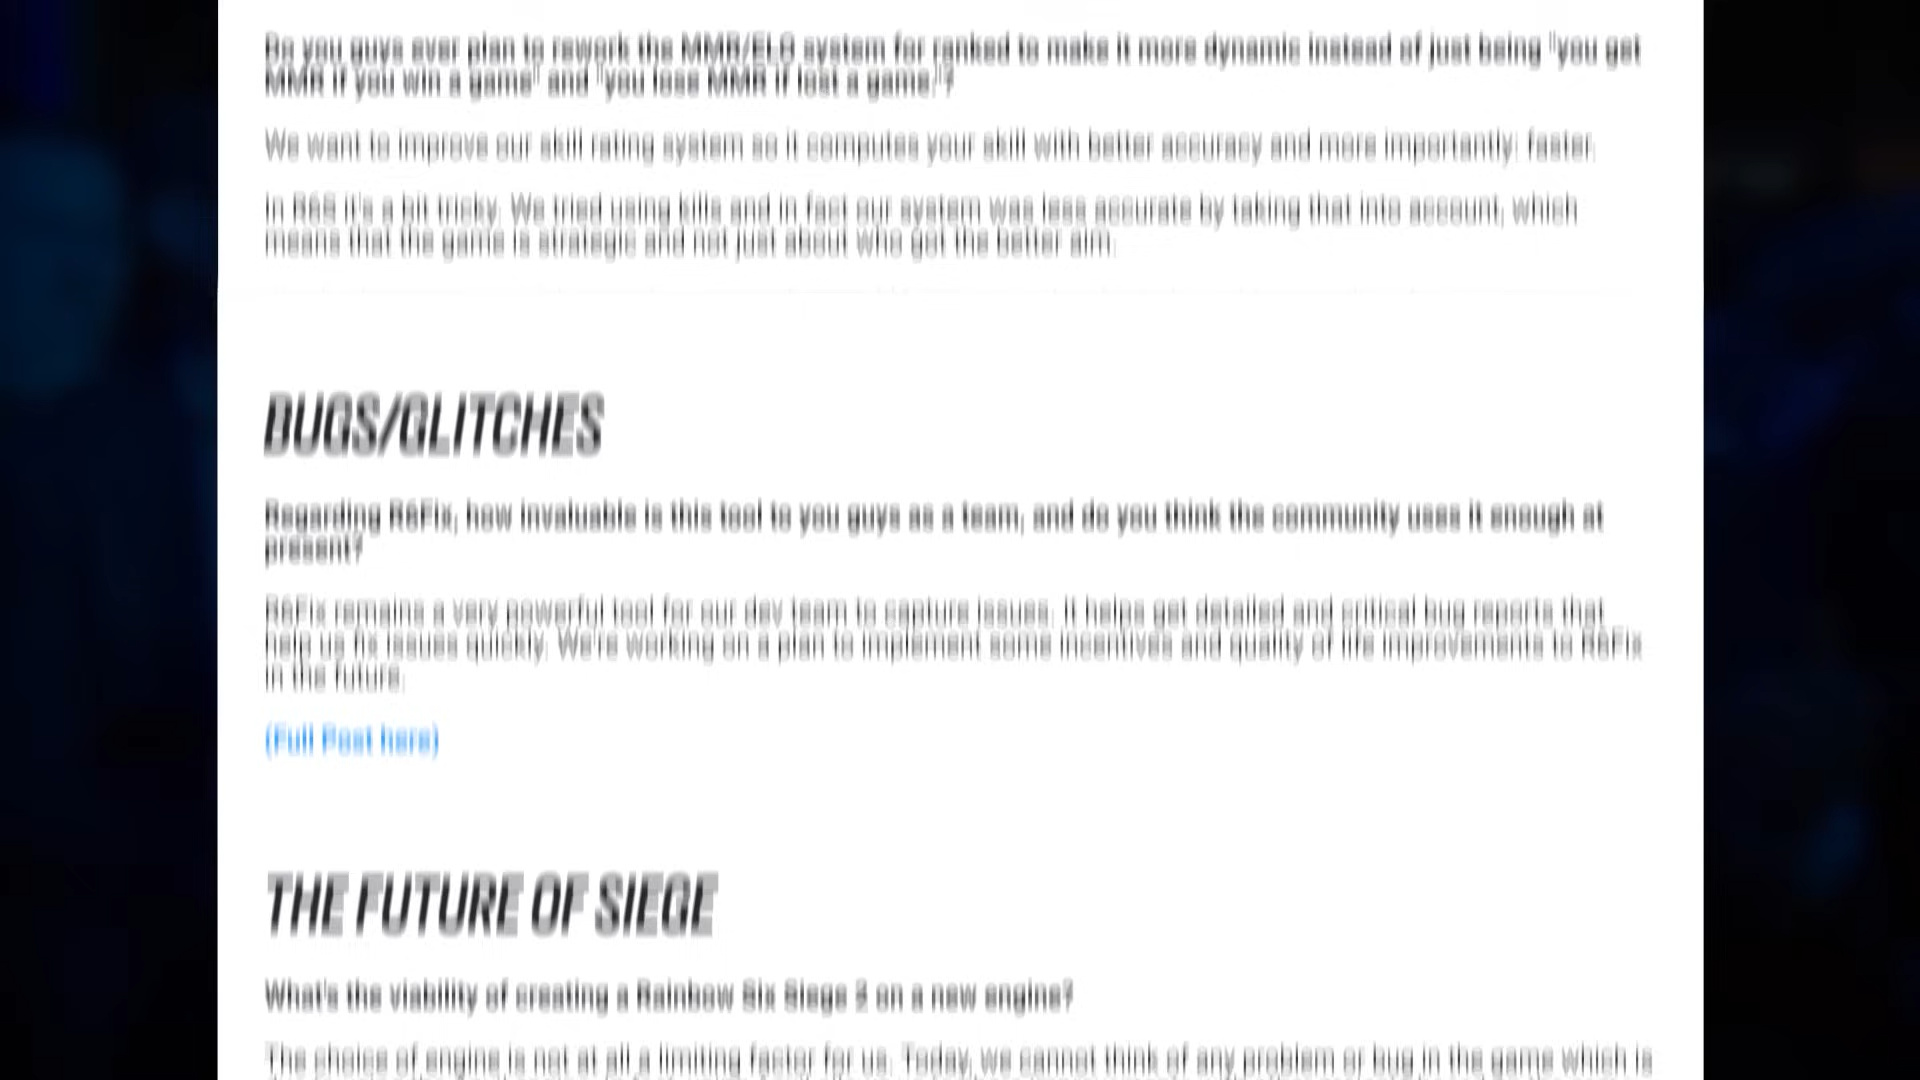 Do you guys ever plan to rework the MMR/ELO system for ranked to make it more dynamic instead of just being "you get
MMR if you win a game" and "you lose MMR if lost a game."?
We want to improve our skill rating system so it computes your skill with better accuracy and more importantly: faster.
In R6S it's a bit tricky. We tried using kills and in fact our system was less accurate by taking that into account, which
means that the game is strategic and not just about who got the better aim.
BUGS/GLITCHES
Regarding R6Fix, how invaluable is this tool to you guys as a team, and do you think the community uses it enough at
present?
R6Fix remains a very powerful tool for our dev team to capture issues. It helps get detailed and critical bug reports that
help us fix issues quickly. We're working on a plan to implement some incentives and quality of life improvements to R6Fix
in the future.
(Full Post here)
THE FUTURE OF SIEGE
What's the viability of creating a Rainbow Six Siege 2 on a new engine?
The choice of engine is not at all a limiting factor for us. Today, we cannot think of any problem or bug in the game which is